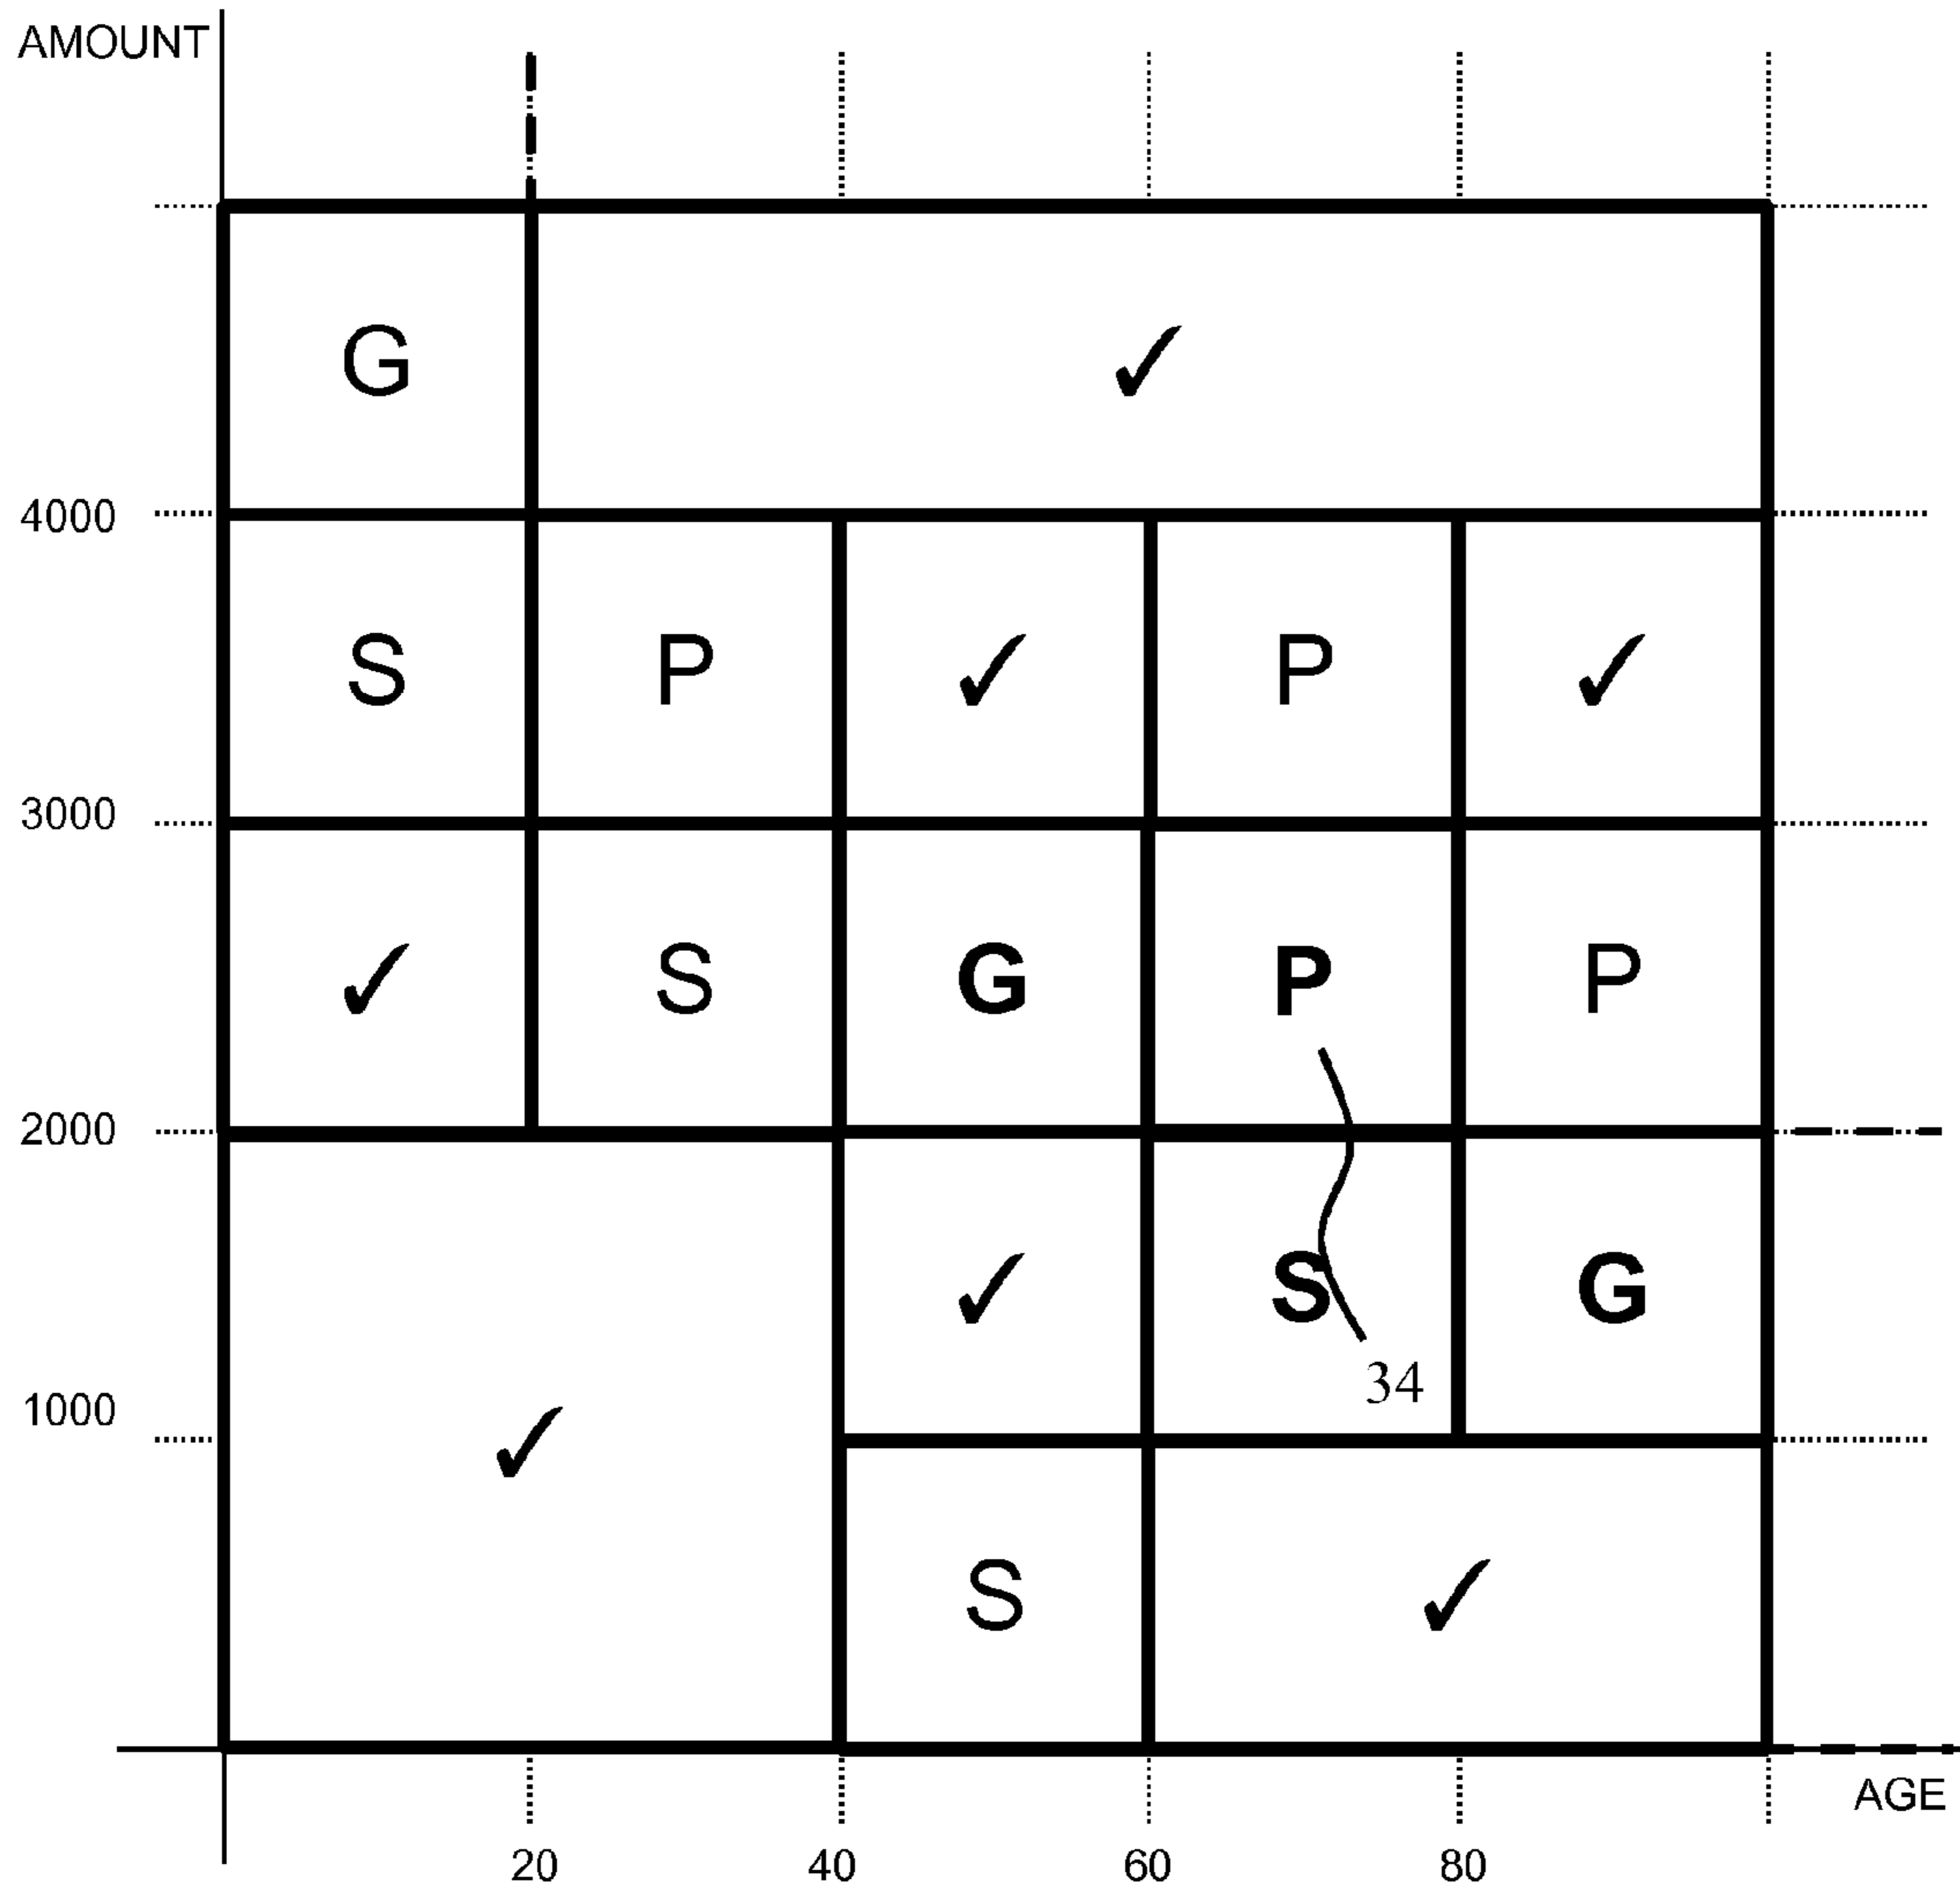 AMOUNT
G ✓
4000
S P ✓ P ✓
3000
✓ S G P P
2000
✓ S G
34
1000
✓
S ✓
AGE
20 40 60 80